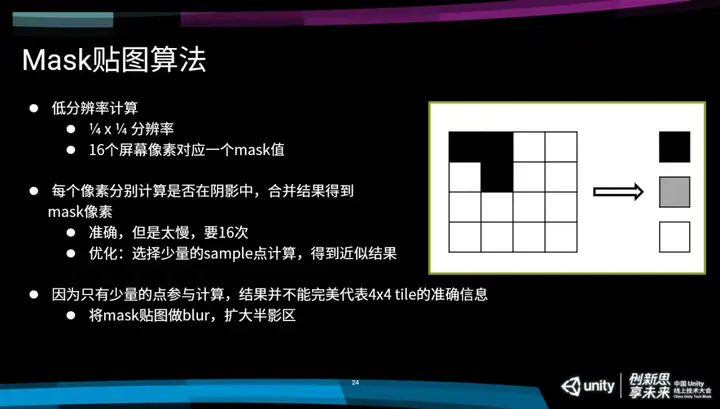 Mask贴图算法
低分辨率计算
¼ x ¼ 分辨率
16个屏幕像素对应一个mask值
每个像素分别计算是否在阴影中，合并结果得到
mask像素
准确，但是太慢，要16次
优化：选择少量的sample点计算，得到近似结果
因为只有少量的点参与计算，结果并不能完美代表4x4 tile的准确信息
将mask贴图做blur，扩大半影区
24
unity
创新思
享未来
中国 Unity
线上技术大会
China Unity Tech Week